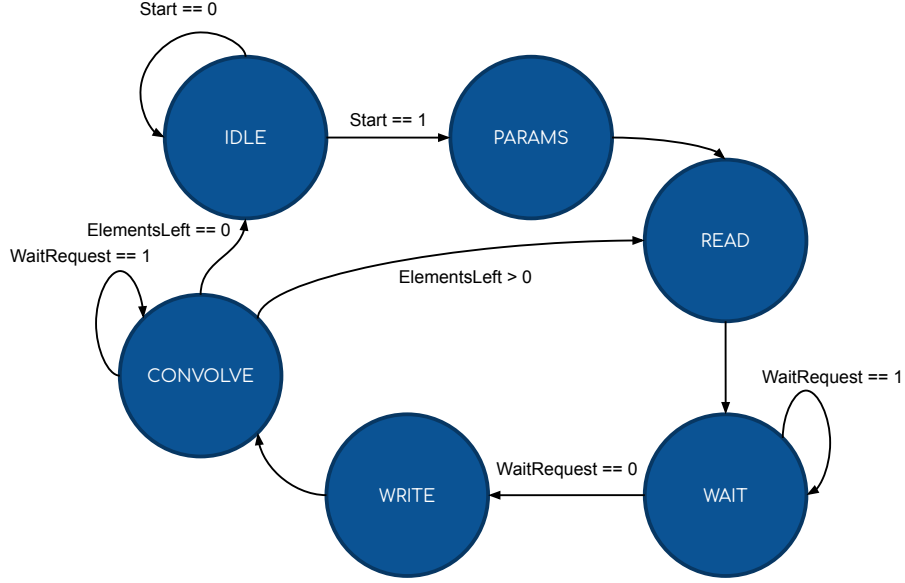 Start == 0
IDLE
Start == 1
PARAMS
ElementsLeft == 0
READ
WaitRequest == 1
ElementsLeft > 0
CONVOLVE
WaitRequest == 1
WaitRequest == 0
WRITE
WAIT